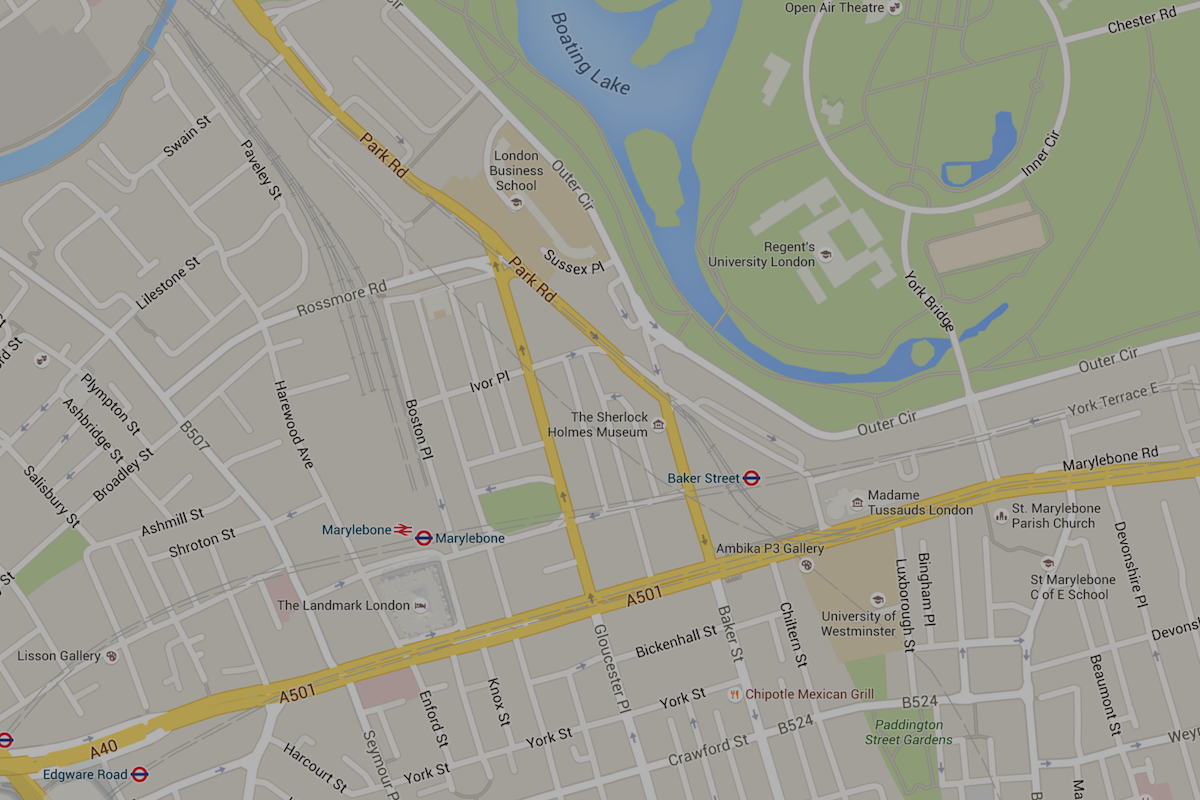 Open Air Theatre
Chester Rd
Boating Lake
Swain St
Park Rd
Paveley St
London
Business
School
Outer Cir
Inner Cir
Regent's
University London
Sussex Pl
Park Rd
Lilestone St
Rossmore Rd
York Bridge
Outer Cir
Outer Cir
York Terrace E
Ivor Pl
Plympton St
Ashbridge St
Broadley St
B507
Harewood Ave
Boston Pl
The Sherlock
Holmes Museum
Marylebone Rd
Baker Street
Salisbury St
Madame
Tussauds London
St. Marylebone
Parish Church
Ashmill St
Shroton St
Marylebone
Marylebone
Ambika P3 Gallery
Devonshire Pl
Bingham Pl
Luxborough St
St Marylebone
C of E School
The Landmark London
A501
University of
Westminster
Chiltern St
Baker St
Gloucester Pl
Bickenhall St
Lisson Gallery
A501
Knox St
Enford St
York St
Chipotle Mexican Grill
B524
B524
Paddington
Street Gardens
Beaumont St
York St
Crawford St
A40
Edgware Road
Harcourt St
York St
Seymour P